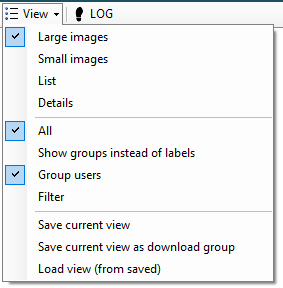 View LOG
Large images
Small images
List
Details
All
Show groups instead of labels
Group users
Filter
Save current view
Save current view as download group
Load view (from saved)